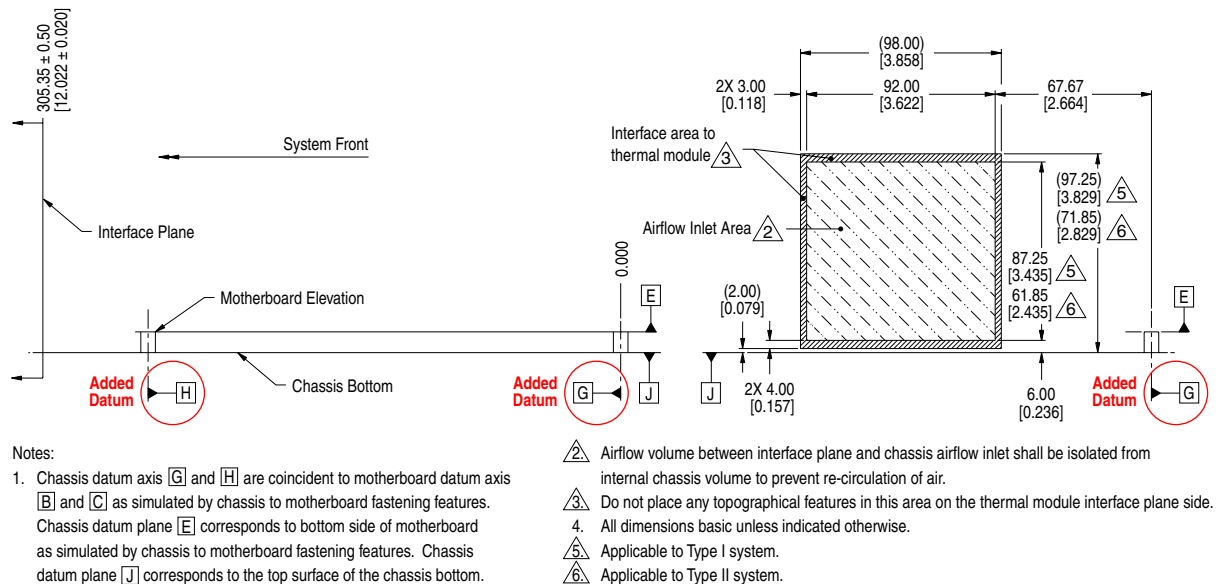 305.35 ± 0.50
[12.022 ± 0.020]
System Front
Interface Plane
Motherboard Elevation
0.000
E
Chassis Bottom
Added
Datum
H
Added
Datum
G
J
(98.00)
[3.858]
2X 3.00
[0.118]
92.00
[3.622]
67.67
[2.664]
Interface area to
thermal module 3
Airflow Inlet Area 2
(97.25)
[3.829] 5
(71.85)
[2.829] 6
87.25
[3.435] 5
61.85
[2.435] 6
(2.00)
[0.079]
E
J
2X 4.00
[0.157]
6.00
[0.236]
Added
Datum
G
Notes:
1. Chassis datum axis G and H are coincident to motherboard datum axis
B and C as simulated by chassis to motherboard fastening features.
Chassis datum plane E corresponds to bottom side of motherboard
as simulated by chassis to motherboard fastening features. Chassis
datum plane J corresponds to the top surface of the chassis bottom.
2. Airflow volume between interface plane and chassis airflow inlet shall be isolated from
internal chassis volume to prevent re-circulation of air.
3. Do not place any topographical features in this area on the thermal module interface plane side.
4. All dimensions basic unless indicated otherwise.
5. Applicable to Type I system.
6. Applicable to Type II system.